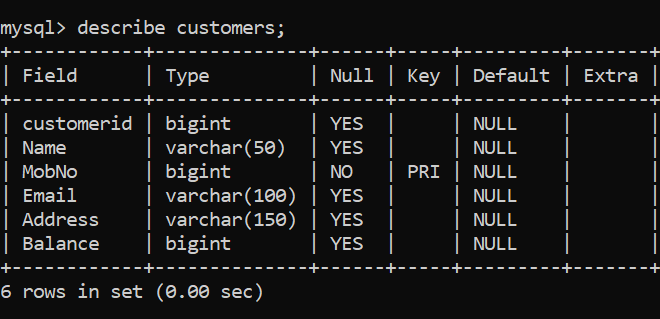 mysql> describe customers;
+------------+--------------+------+-----+---------+-------+
| Field      | Type         | Null | Key | Default | Extra |
+------------+--------------+------+-----+---------+-------+
| customerid | bigint       | YES  |     | NULL    |       |
| Name       | varchar(50)  | YES  |     | NULL    |       |
| MobNo      | bigint       | NO   | PRI | NULL    |       |
| Email      | varchar(100) | YES  |     | NULL    |       |
| Address    | varchar(150) | YES  |     | NULL    |       |
| Balance    | bigint       | YES  |     | NULL    |       |
+------------+--------------+------+-----+---------+-------+
6 rows in set (0.00 sec)